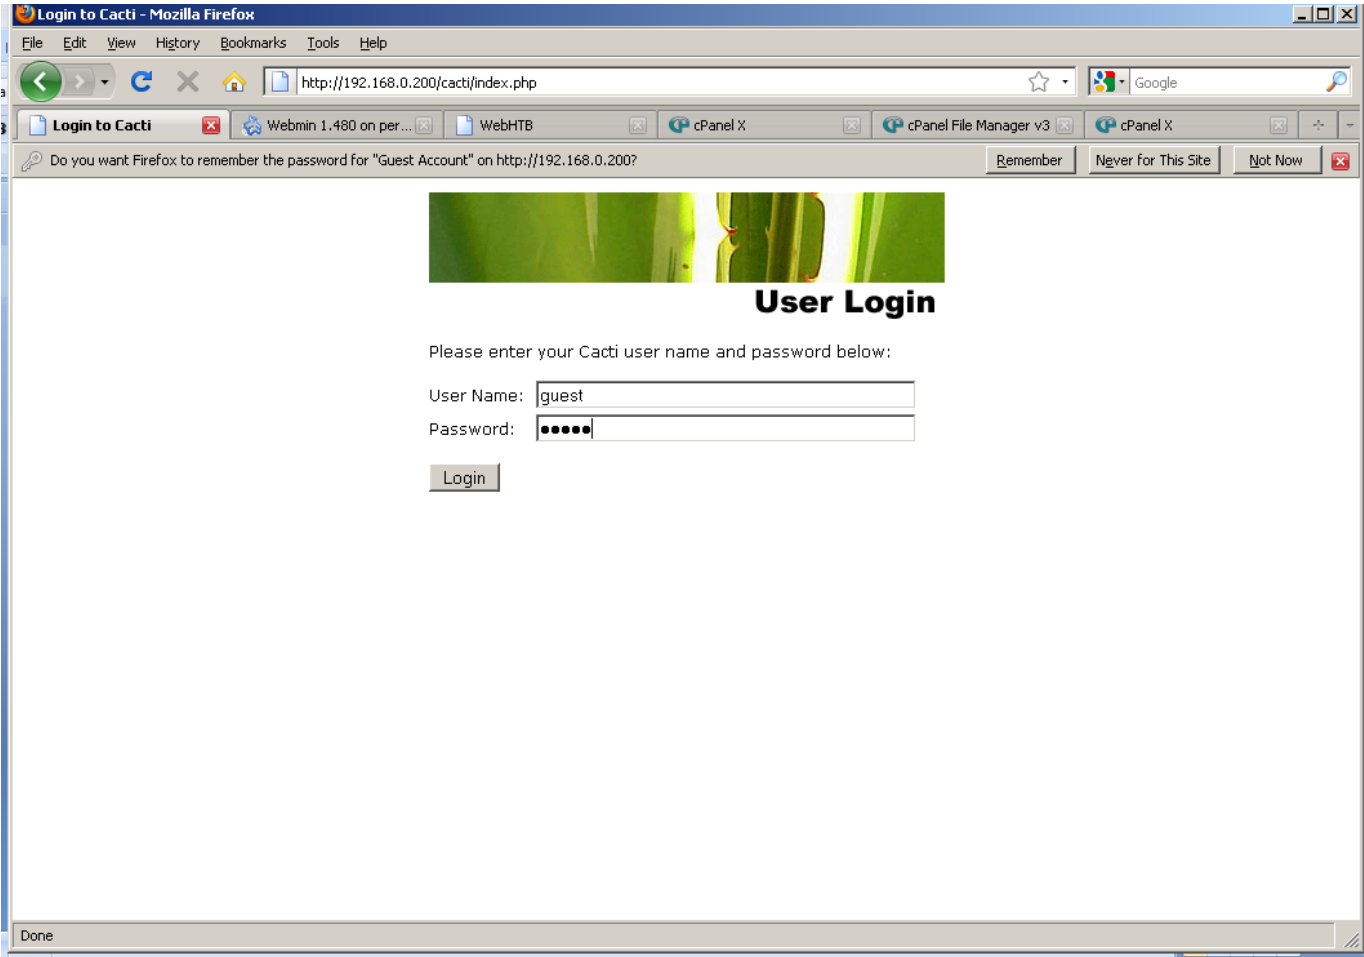 Login to Cacti - Mozilla Firefox
File Edit View History Bookmarks Tools Help
http://192.168.0.200/cacti/index.php Google
Login to Cacti Webmin 1.480 on per... WebHTB cPanel X cPanel File Manager v3 cPanel X
Do you want Firefox to remember the password for "Guest Account" on http://192.168.0.200? Remember Never for This Site Not Now
User Login
Please enter your Cacti user name and password below:
User Name: guest
Password: •••••
Login
Done